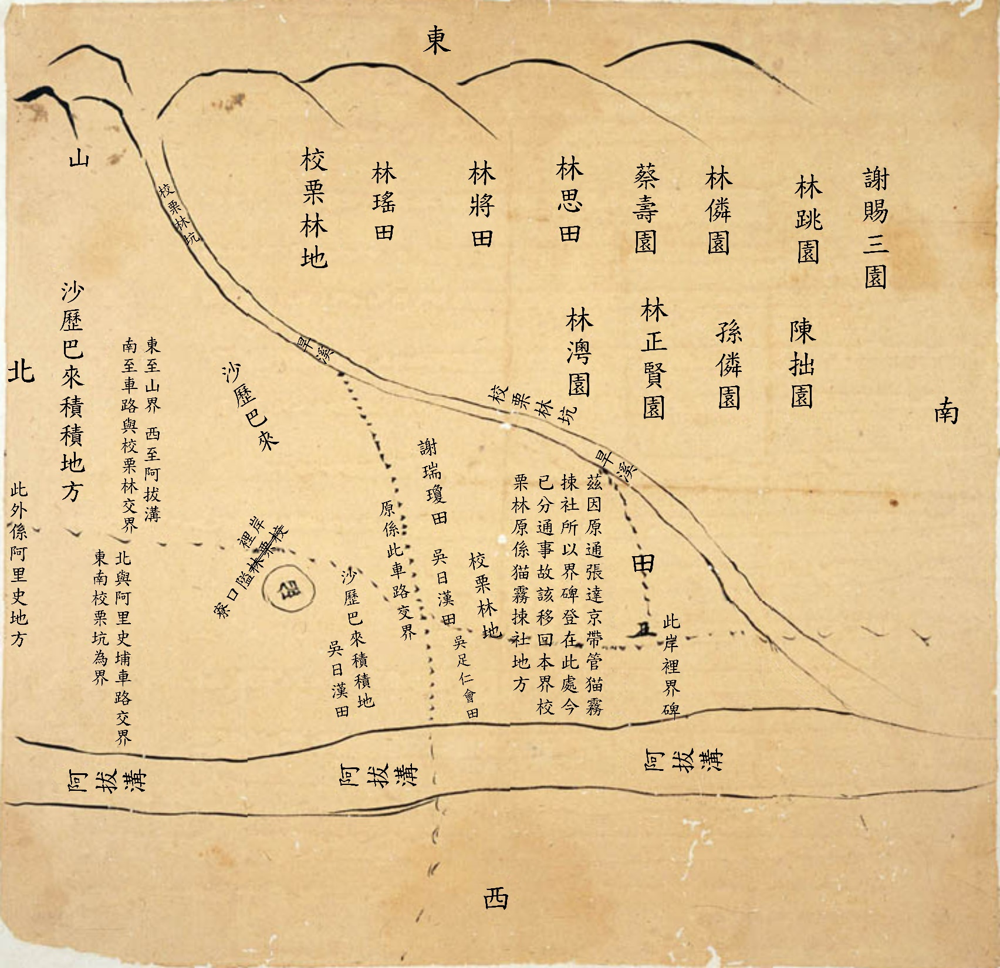 東
山
校栗林坑
校栗林地
林瑤田
林將田
林思田
蔡壽園
林僯園
林跳園
謝賜三園
林澚園
林正賢園
孫僯園
陳拙園
南
北
沙歷巴來積積地方
東至山界 西至阿拔溝
南至車路與校栗林交界
沙歷巴來
旱溪
校栗林坑
旱溪
此外係阿里史地方
北與阿里史埔車路交界
東南校栗坑為界
岸裡
校栗林隘口寮
沙歷巴來積積地
吳日漢田
原係此車路交界
謝瑞瓊田
吳日漢田
吳足仁會田
校栗林地
茲因原通張達京帶管猫霧
拺社所以界碑登在此處今
已分通事故該移回本界校
栗林原係猫霧拺社地方
田
此岸裡界碑
阿拔溝
阿拔溝
阿拔溝
西